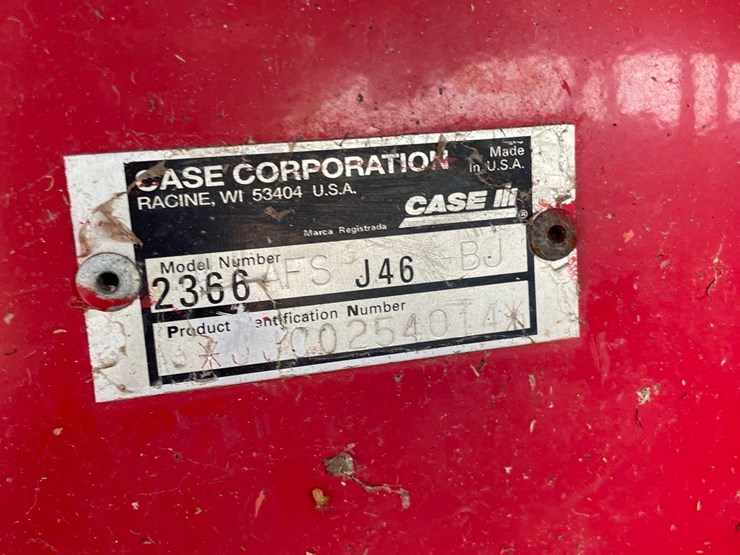 CASE CORPORATION
RACINE, WI 53404 U.S.A.
Made
In U.S.A.
CASE IH ®
Marca Registrada
Model Number
2366 AFS J46 BJ
Product Identification Number
00254014*